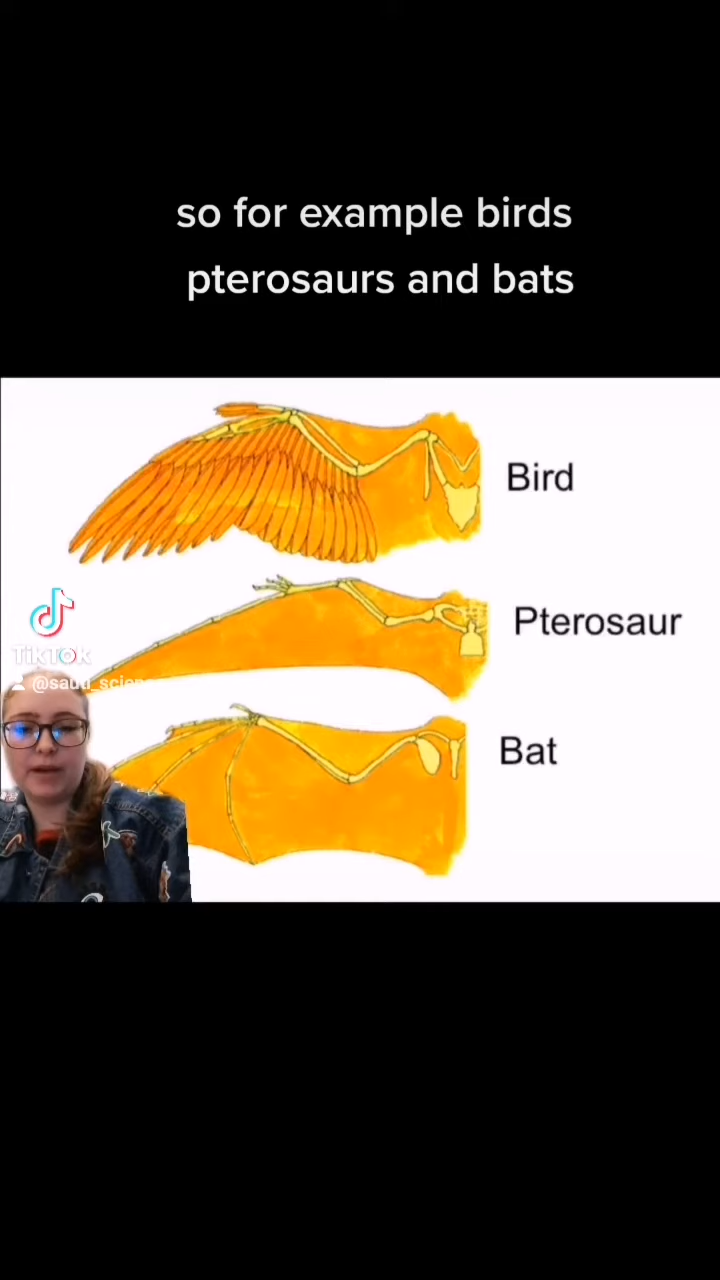 so for example birds
pterosaurs and bats
Bird
Pterosaur
TikTok
Bat